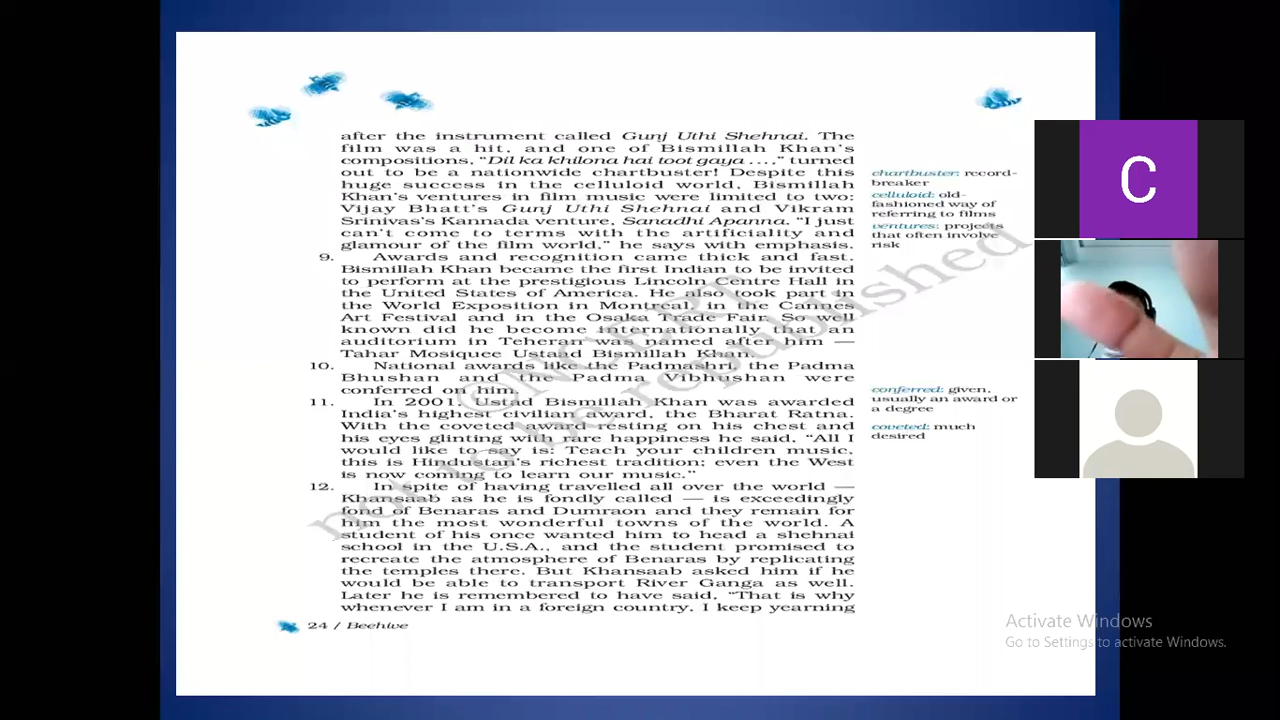 after the instrument called Gunj Uthi Shehnai. The
film was a hit, and one of Bismillah Khan's
compositions, “Dil ka khilona hai toot gaya ...,” turned
out to be a nationwide chartbuster! Despite this
huge success in the celluloid world, Bismillah
Khan's ventures in film music were limited to two:
Vijay Bhatt's Gunj Uthi Shehnai and Vikram
Srinivas's Kannada venture, Sanadhi Apanna. “I just
can't come to terms with the artificiality and
glamour of the film world,” he says with emphasis.
9. Awards and recognition came thick and fast.
Bismillah Khan became the first Indian to be invited
to perform at the prestigious Lincoln Centre Hall in
the United States of America. He also took part in
the World Exposition in Montreal, in the Cannes
Art Festival and in the Osaka Trade Fair. So well
known did he become internationally that an
auditorium in Teheran was named after him —
Tahar Mosiquee Ustaad Bismillah Khan.
10. National awards like the Padmashri, the Padma
Bhushan and the Padma Vibhushan were
conferred on him.
11. In 2001, Ustad Bismillah Khan was awarded
India's highest civilian award, the Bharat Ratna.
With the coveted award resting on his chest and
his eyes glinting with rare happiness he said, “All I
would like to say is: Teach your children music,
this is Hindustan's richest tradition; even the West
is now coming to learn our music.”
12. In spite of having travelled all over the world —
Khansaab as he is fondly called — is exceedingly
fond of Benaras and Dumraon and they remain for
him the most wonderful towns of the world. A
student of his once wanted him to head a shehnai
school in the U.S.A., and the student promised to
recreate the atmosphere of Benaras by replicating
the temples there. But Khansaab asked him if he
would be able to transport River Ganga as well.
Later he is remembered to have said, “That is why
whenever I am in a foreign country, I keep yearning
24 / Beehive
chartbuster: record-
breaker
celluloid: old-
fashioned way of
referring to films
ventures: projects
that often involve
risk
conferred: given,
usually an award or
a degree
coveted: much
desired
©NCERT
not to be republished
C
Activate Windows
Go to Settings to activate Windows.